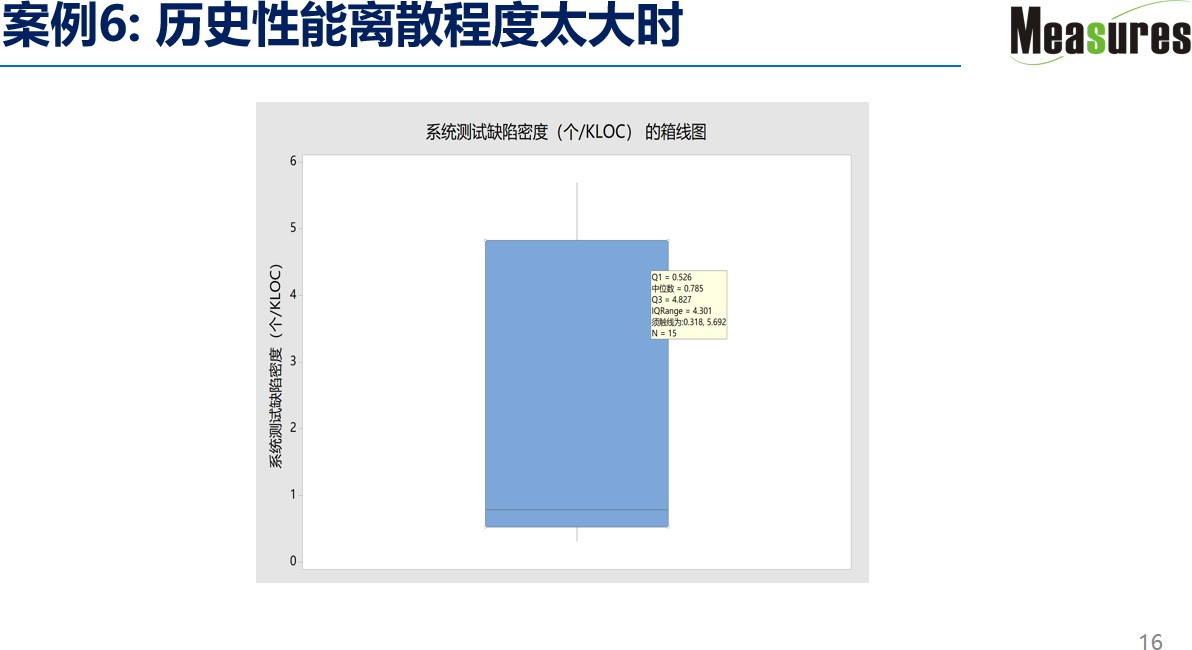 案例6: 历史性能离散程度太大时
Measures
系统测试缺陷密度（个/KLOC） 的箱线图
系统测试缺陷密度（个/KLOC）
6
5
4
3
2
1
0
Q1 = 0.526
中位数 = 0.785
Q3 = 4.827
IQRange = 4.301
须触线为:0.318, 5.692
N = 15
16